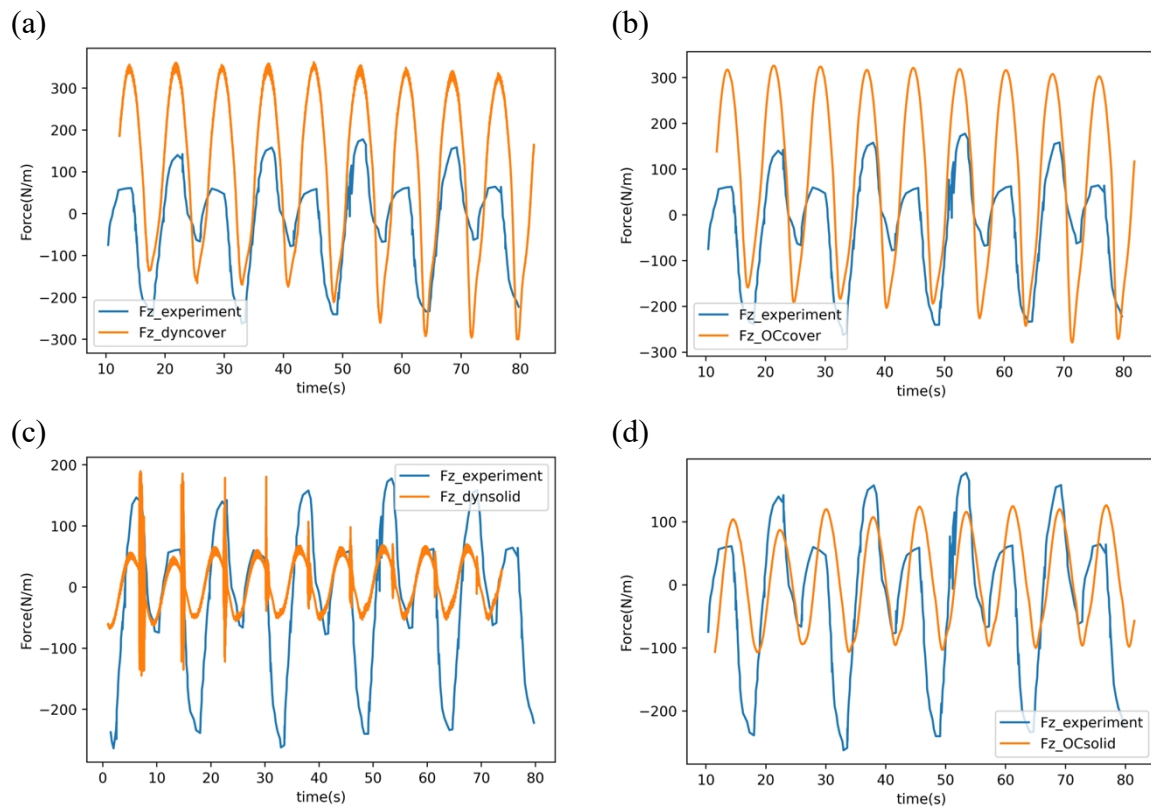 (a)
(b)
300
200
100
0
−100
−200
−300
Force(N/m)
Fz_experiment
Fz_dyncover
10 20 30 40 50 60 70 80
time(s)
300
200
100
0
−100
−200
−300
Force(N/m)
Fz_experiment
Fz_OCcover
10 20 30 40 50 60 70 80
time(s)
(c)
(d)
200
100
0
−100
−200
Force(N/m)
Fz_experiment
Fz_dynsolid
0 10 20 30 40 50 60 70 80
time(s)
100
0
−100
−200
Force(N/m)
Fz_experiment
Fz_OCsolid
10 20 30 40 50 60 70 80
time(s)